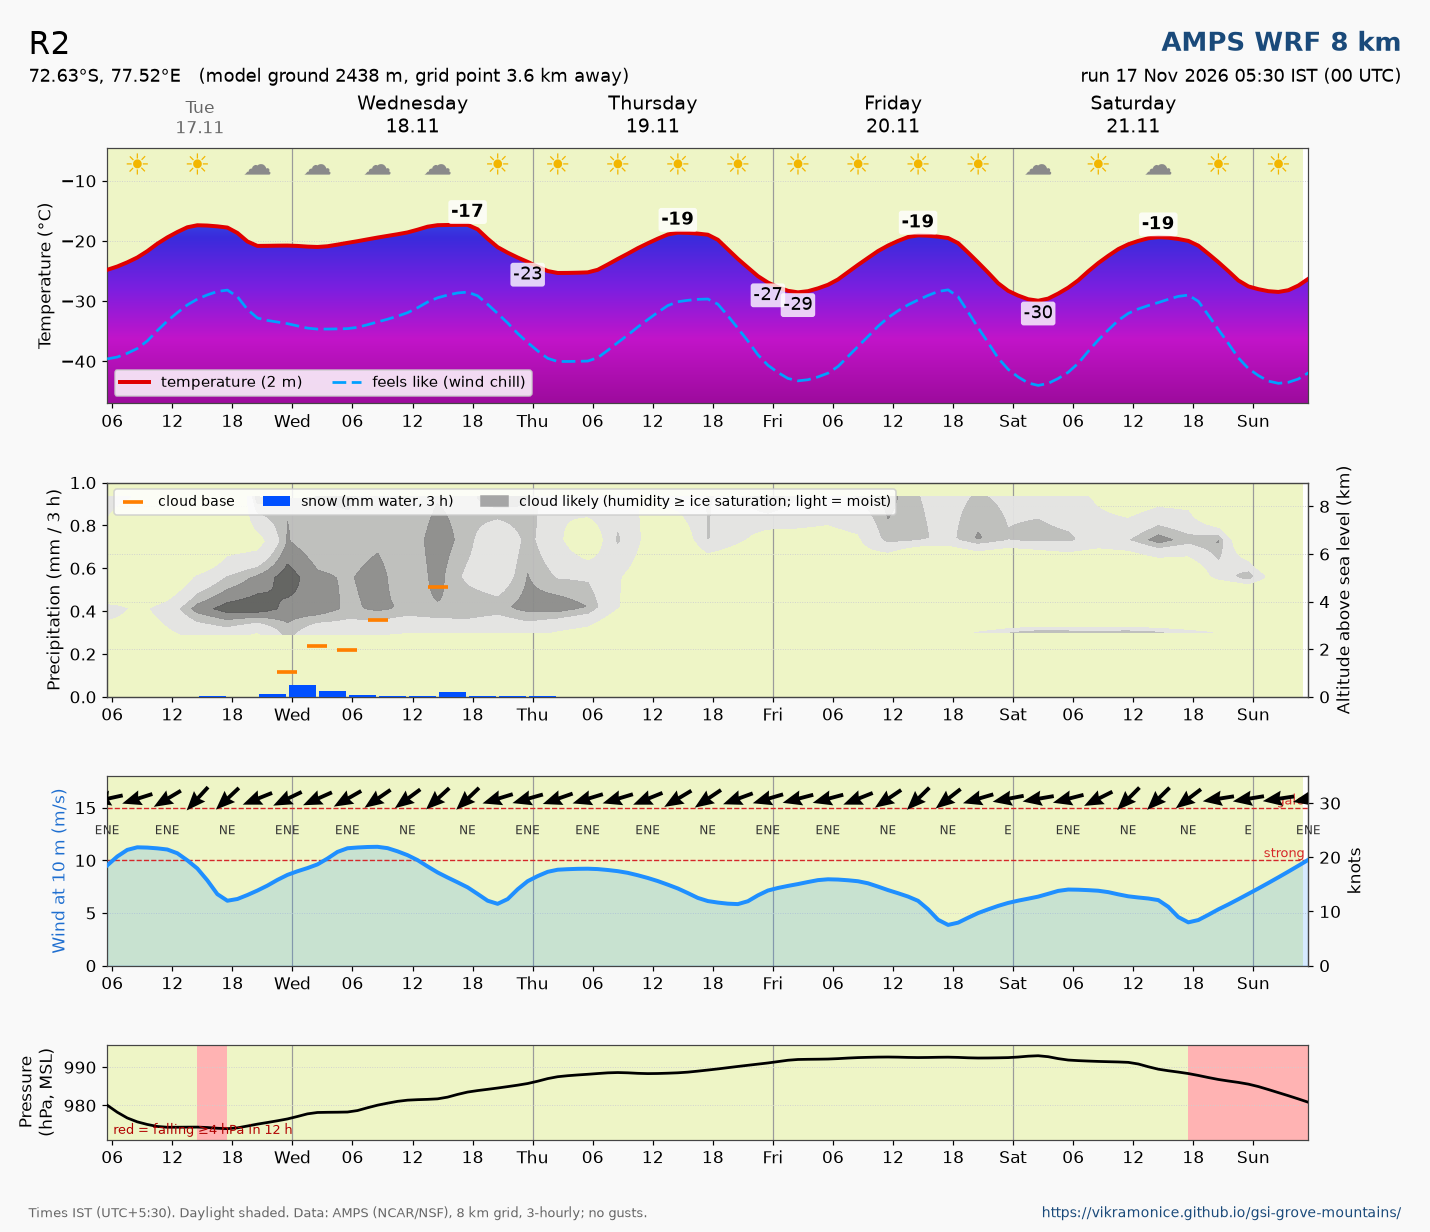 R2
AMPS WRF 8 km
72.63°S, 77.52°E (model ground 2438 m, grid point 3.6 km away)
run 17 Nov 2026 05:30 IST (00 UTC)
Tue Wednesday Thursday Friday Saturday
17.11 18.11 19.11 20.11 21.11
Temperature (°C)
−10
−20
−30
−40
-17
-23
-19
-27
-29
-19
-30
-19
temperature (2 m) feels like (wind chill)
06 12 18 Wed 06 12 18 Thu 06 12 18 Fri 06 12 18 Sat 06 12 18 Sun
Precipitation (mm / 3 h)
1.0
0.8
0.6
0.4
0.2
0.0
cloud base snow (mm water, 3 h) cloud likely (humidity ≥ ice saturation; light = moist)
Altitude above sea level (km)
8
6
4
2
0
06 12 18 Wed 06 12 18 Thu 06 12 18 Fri 06 12 18 Sat 06 12 18 Sun
Wind at 10 m (m/s)
15
10
5
0
ENE ENE NE ENE ENE NE NE ENE ENE ENE NE ENE ENE NE NE E ENE NE NE E ENE
strong
knots
30
20
10
0
06 12 18 Wed 06 12 18 Thu 06 12 18 Fri 06 12 18 Sat 06 12 18 Sun
Pressure
(hPa, MSL)
990
980
red = falling ≥4 hPa in 12 h
06 12 18 Wed 06 12 18 Thu 06 12 18 Fri 06 12 18 Sat 06 12 18 Sun
Times IST (UTC+5:30). Daylight shaded. Data: AMPS (NCAR/NSF), 8 km grid, 3-hourly; no gusts.
https://vikramonice.github.io/gsi-grove-mountains/